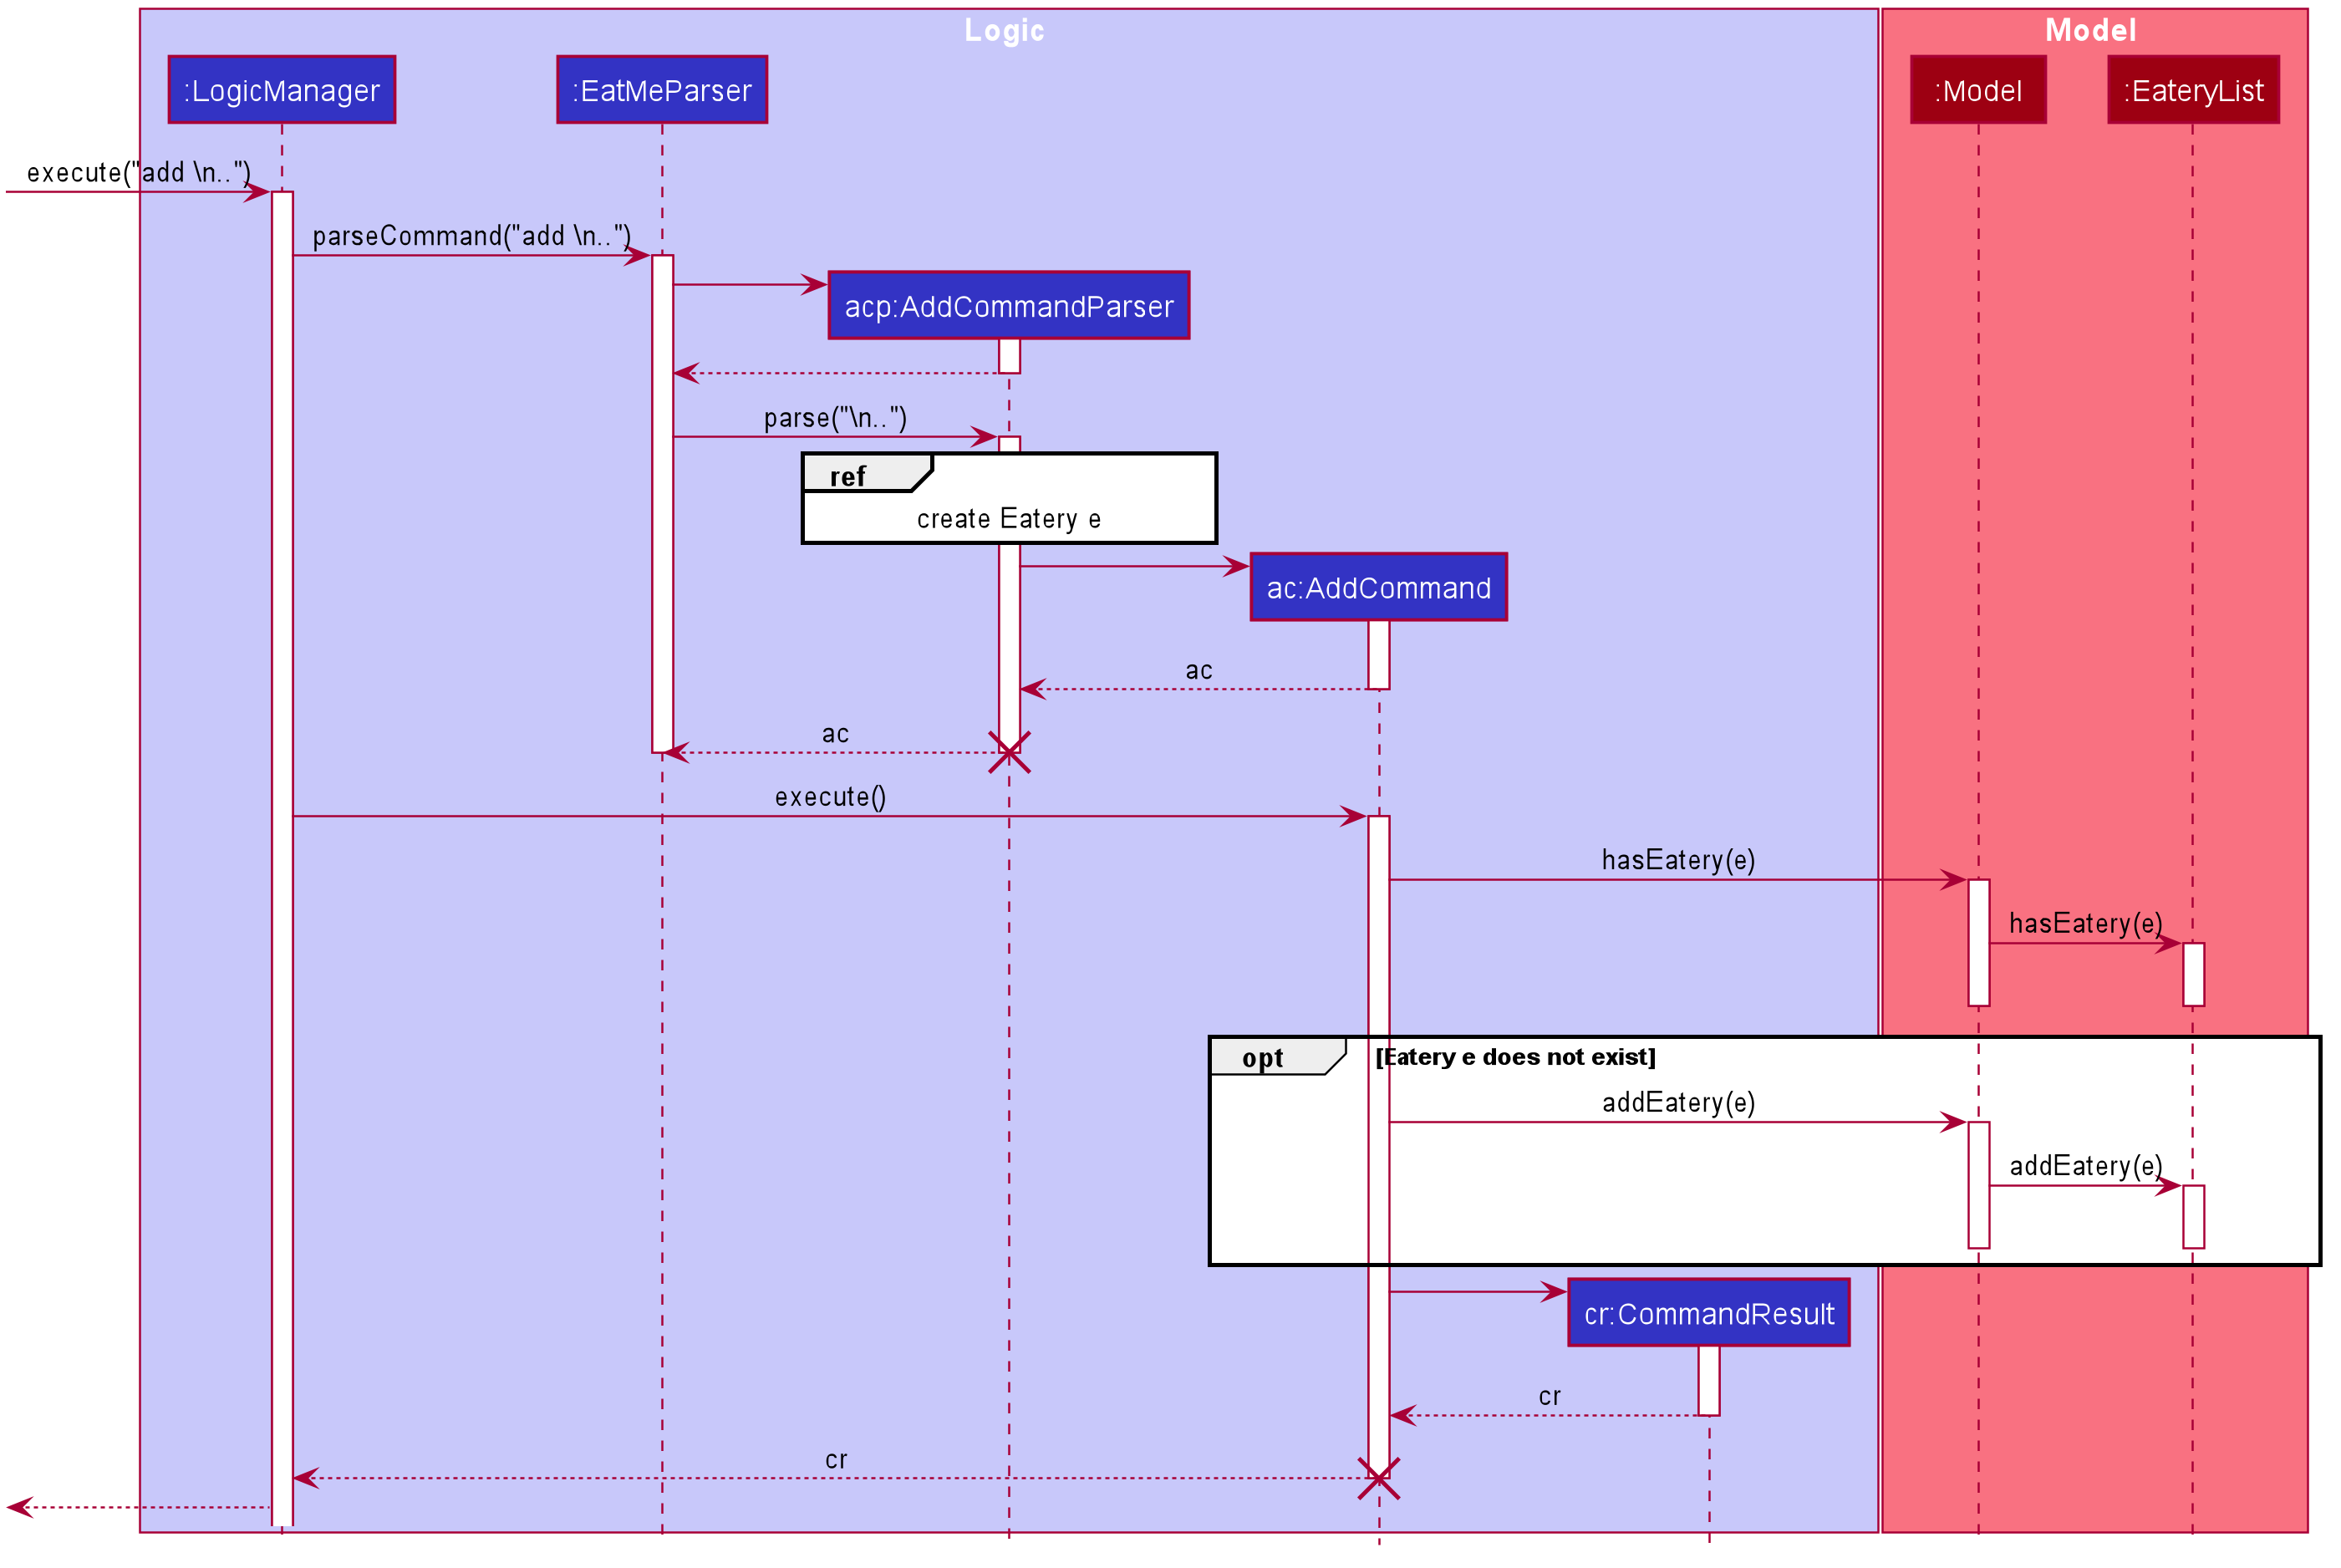 Logic
Model
:LogicManager
:EatMeParser
:Model
:EateryList
execute("add \n..")
parseCommand("add \n..")
acp:AddCommandParser
parse("\n..")
ref
create Eatery e
ac:AddCommand
ac
ac
execute()
hasEatery(e)
hasEatery(e)
opt
[Eatery e does not exist]
addEatery(e)
addEatery(e)
cr:CommandResult
cr
cr